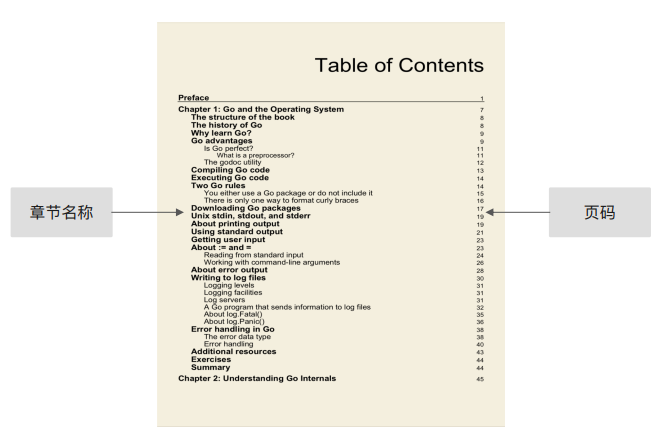 Table of Contents
Preface 1
Chapter 1: Go and the Operating System 7
The structure of the book 8
The history of Go 8
Why learn Go? 9
Go advantages 9
Is Go perfect? 11
What is a preprocessor? 11
The godoc utility 12
Compiling Go code 13
Executing Go code 14
Two Go rules 14
You either use a Go package or do not include it 15
There is only one way to format curly braces 16
Downloading Go packages 17
章节名称
页码
Unix stdin, stdout, and stderr 19
About printing output 19
Using standard output 21
Getting user input 23
About := and = 23
Reading from standard input 24
Working with command-line arguments 26
About error output 28
Writing to log files 30
Logging levels 31
Logging facilities 31
Log servers 31
A Go program that sends information to log files 32
About log.Fatal() 35
About log.Panic() 36
Error handling in Go 38
The error data type 38
Error handling 40
Additional resources 43
Exercises 44
Summary 44
Chapter 2: Understanding Go Internals 45